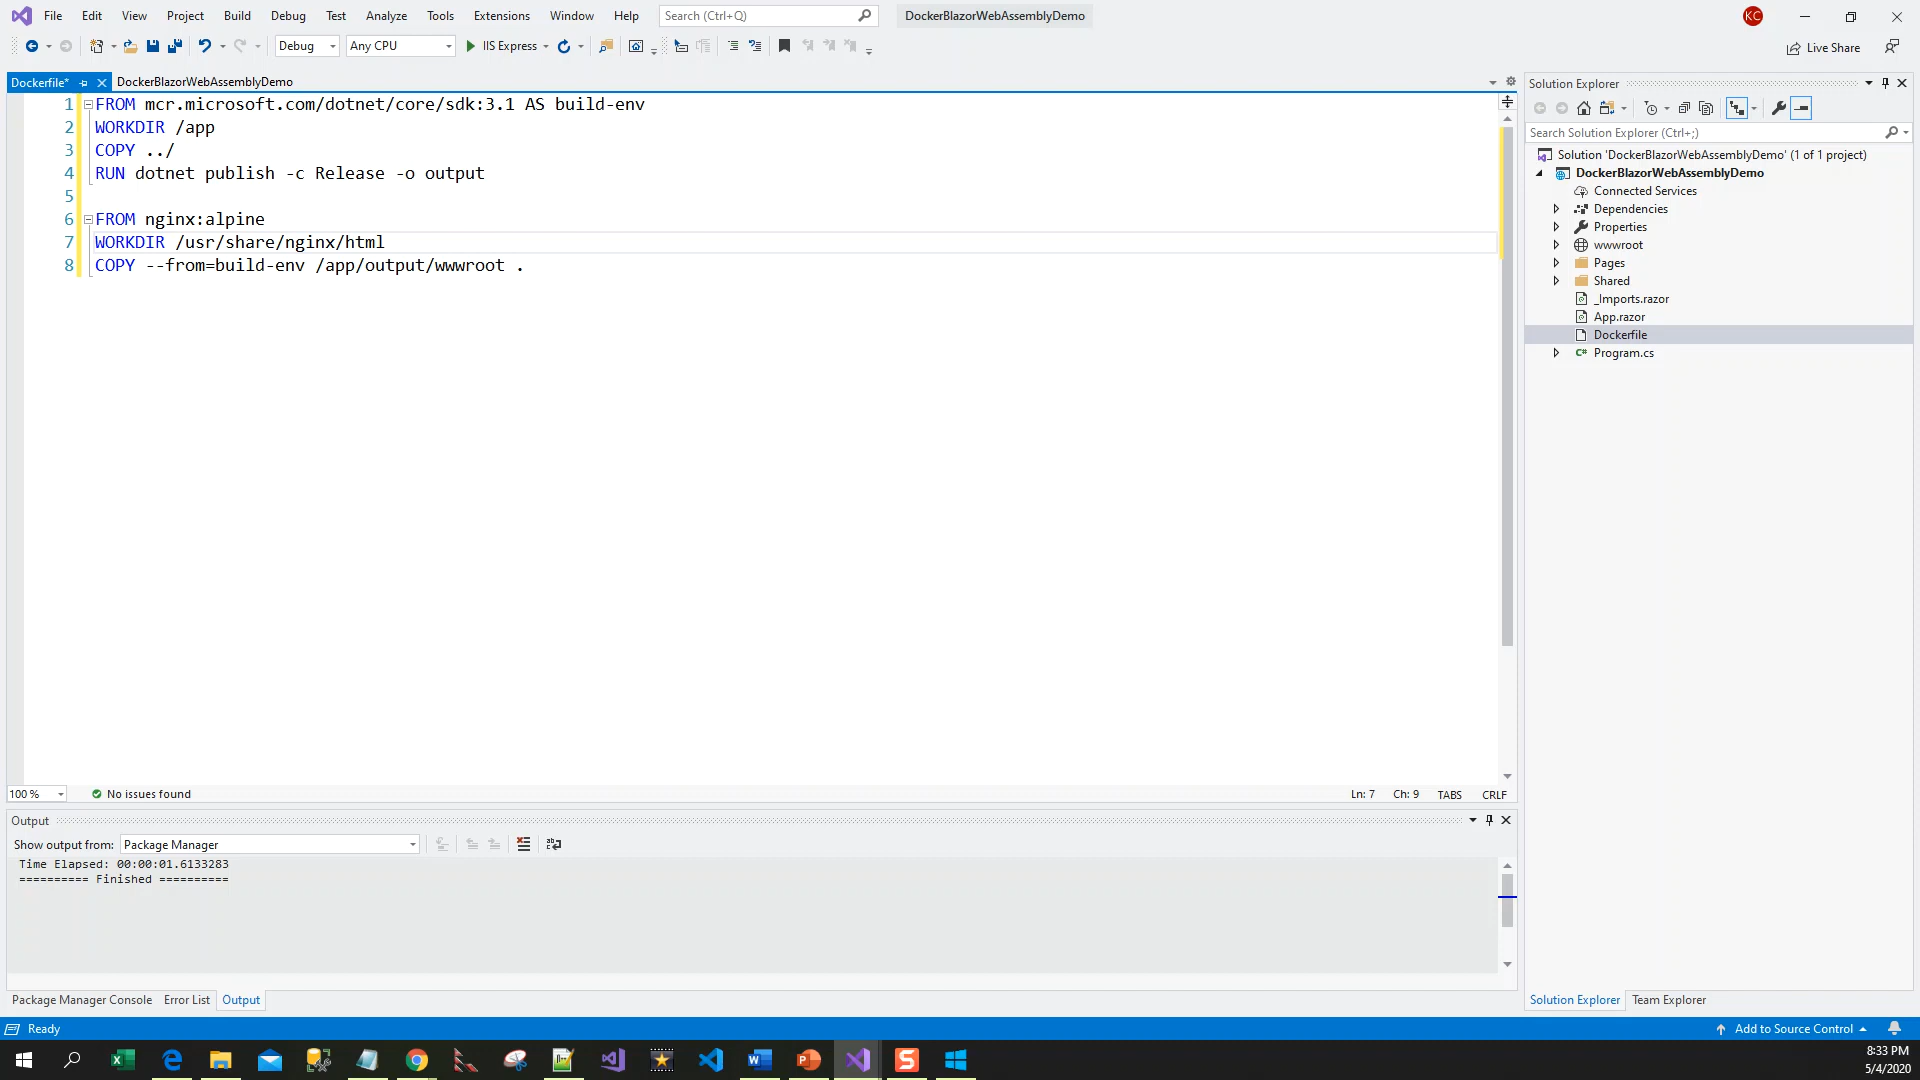 File Edit View Project Build Debug Test Analyze Tools Extensions Window Help Search (Ctrl+Q) DockerBlazorWebAssemblyDemo KC
Debug Any CPU IIS Express Live Share
Dockerfile* DockerBlazorWebAssemblyDemo
1 FROM mcr.microsoft.com/dotnet/core/sdk:3.1 AS build-env
2 WORKDIR /app
3 COPY ../
4 RUN dotnet publish -c Release -o output
5
6 FROM nginx:alpine
7 WORKDIR /usr/share/nginx/html
8 COPY --from=build-env /app/output/wwwroot .
100 % No issues found Ln: 7 Ch: 9 TABS CRLF
Output
Show output from: Package Manager
Time Elapsed: 00:00:01.6133283
========== Finished ==========
Package Manager Console Error List Output
Solution Explorer
Search Solution Explorer (Ctrl+;)
Solution 'DockerBlazorWebAssemblyDemo' (1 of 1 project)
DockerBlazorWebAssemblyDemo
Connected Services
Dependencies
Properties
wwwroot
Pages
Shared
_Imports.razor
App.razor
Dockerfile
C# Program.cs
Solution Explorer Team Explorer
Ready Add to Source Control
8:33 PM
5/4/2020